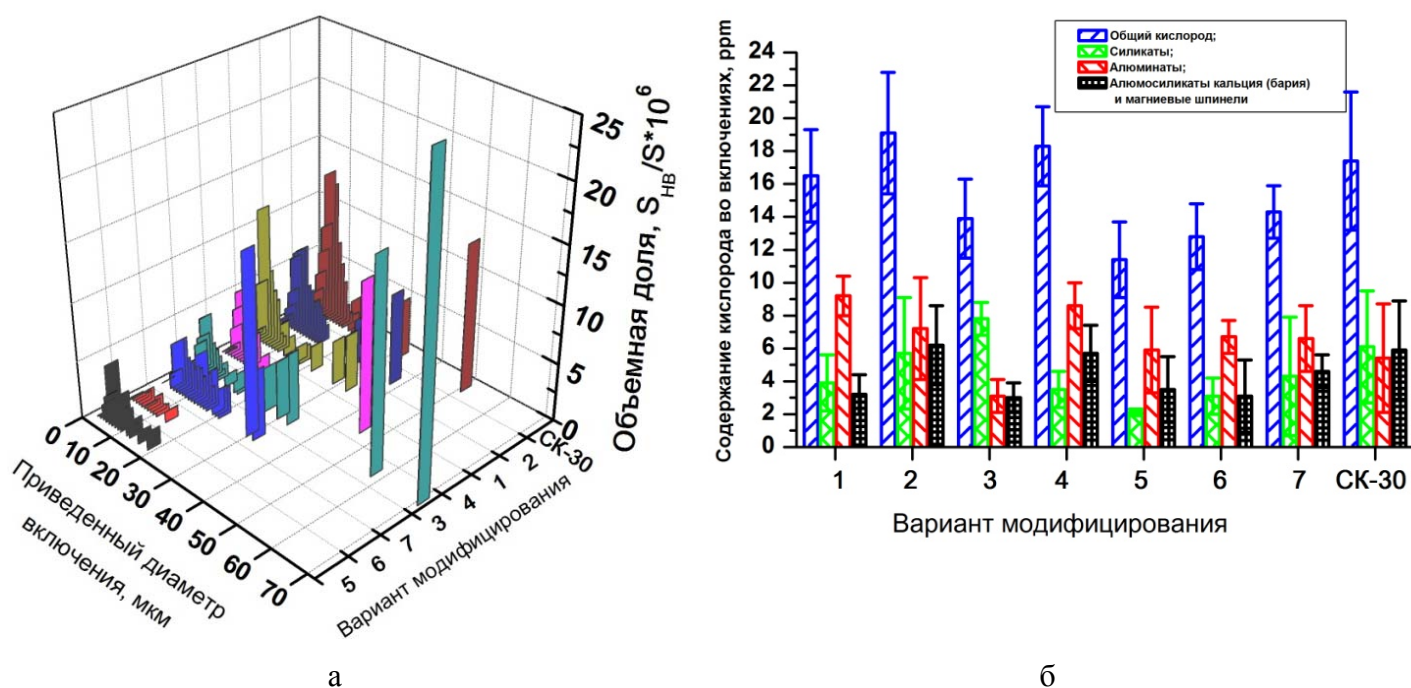 25
20
15
10
5
0
Объемная доля, SНВ/S*10⁶
0
10
20
30
40
50
60
70
Приведенный диаметр
включения, мкм
5
6
7
3
4
1
2
СК-30
Вариант модифицирования
а
Общий кислород;
Силикаты;
Алюминаты;
Алюмосиликаты кальция (бария)
и магниевые шпинели
Содержание кислорода во включениях, ppm
24
22
20
18
16
14
12
10
8
6
4
2
0
1 2 3 4 5 6 7 СК-30
Вариант модифицирования
б